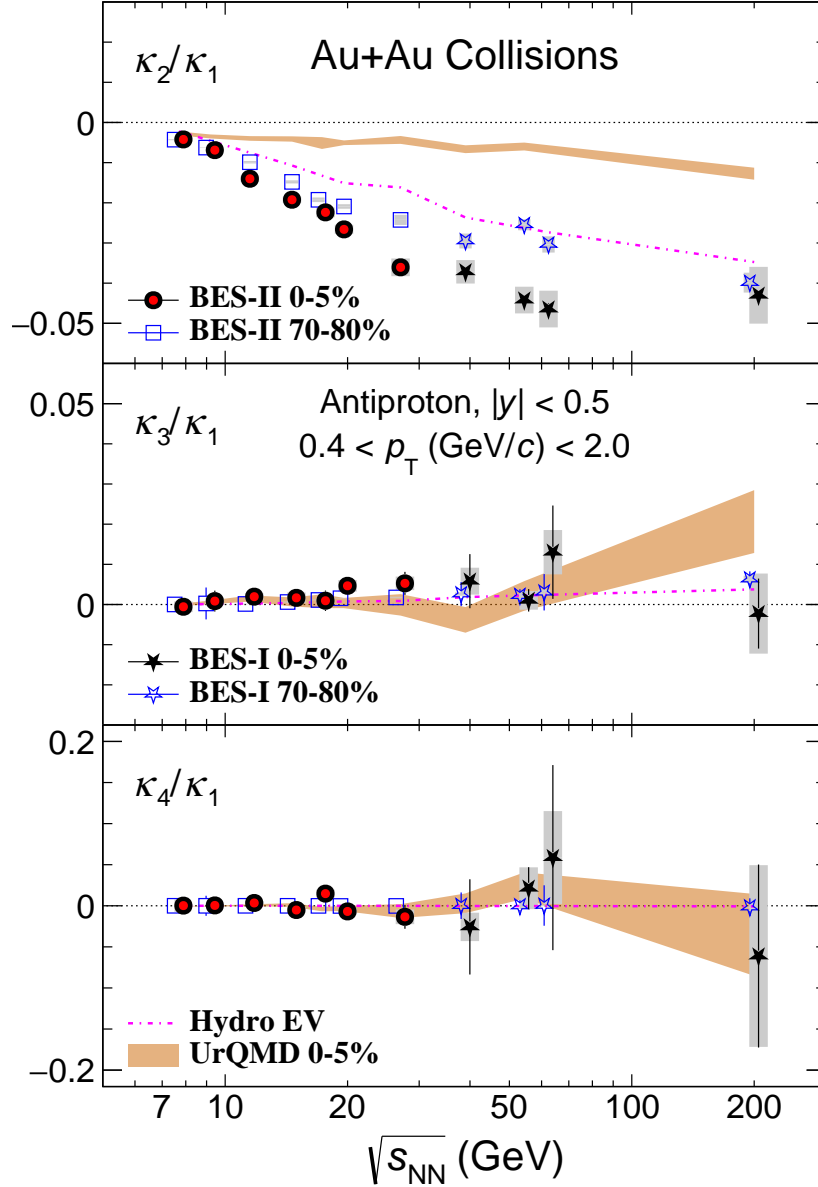 κ₂/κ₁ Au+Au Collisions
0
−0.05
BES-II 0-5%
BES-II 70-80%
κ₃/κ₁
0.05
0
Antiproton, |y| < 0.5
0.4 < p_T (GeV/c) < 2.0
BES-I 0-5%
BES-I 70-80%
κ₄/κ₁
0.2
0
−0.2
Hydro EV
UrQMD 0-5%
7 10 20 50 100 200
√s_NN (GeV)